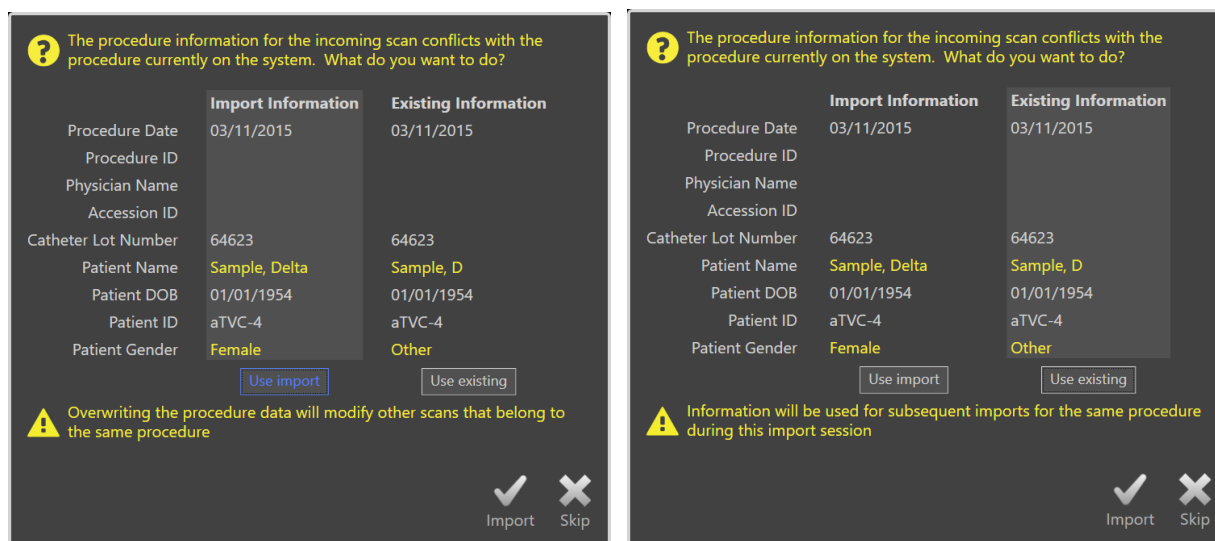 The procedure information for the incoming scan conflicts with the
procedure currently on the system.  What do you want to do?
Import Information Existing Information
Procedure Date 03/11/2015 03/11/2015
Procedure ID
Physician Name
Accession ID
Catheter Lot Number 64623 64623
Patient Name Sample, Delta Sample, D
Patient DOB 01/01/1954 01/01/1954
Patient ID aTVC-4 aTVC-4
Patient Gender Female Other
Use import Use existing
Overwriting the procedure data will modify other scans that belong to
the same procedure
Import Skip
The procedure information for the incoming scan conflicts with the
procedure currently on the system.  What do you want to do?
Import Information Existing Information
Procedure Date 03/11/2015 03/11/2015
Procedure ID
Physician Name
Accession ID
Catheter Lot Number 64623 64623
Patient Name Sample, Delta Sample, D
Patient DOB 01/01/1954 01/01/1954
Patient ID aTVC-4 aTVC-4
Patient Gender Female Other
Use import Use existing
Information will be used for subsequent imports for the same procedure
during this import session
Import Skip